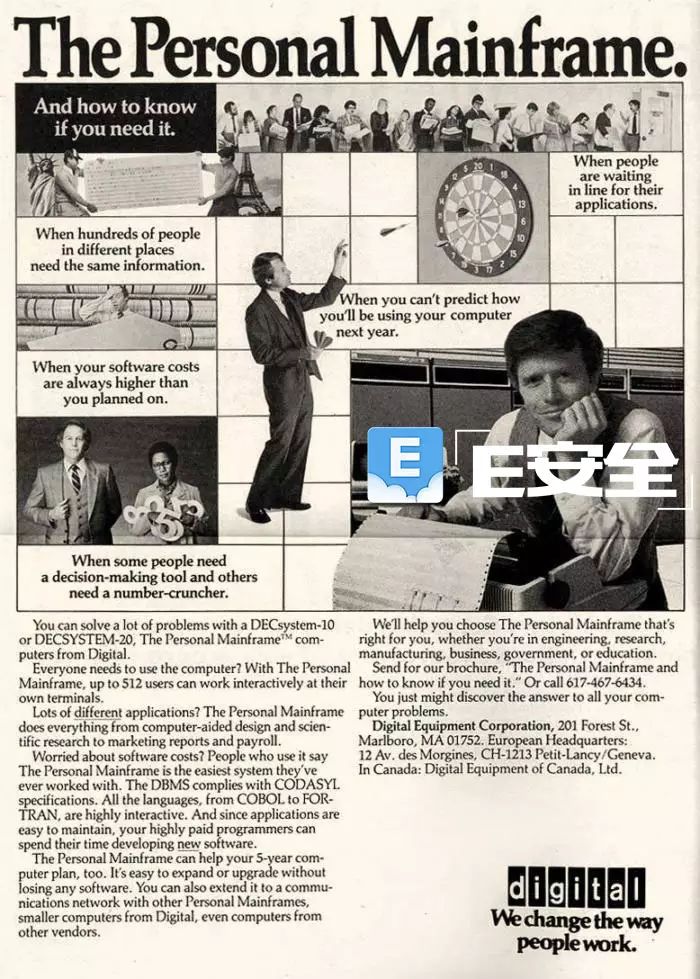 The Personal Mainframe.
And how to know
if you need it.
When people
are waiting
in line for their
applications.
When hundreds of people
in different places
need the same information.
When you can't predict how
you'll be using your computer
next year.
When your software costs
are always higher than
you planned on.
E
E安全
When some people need
a decision-making tool and others
need a number-cruncher.
You can solve a lot of problems with a DECsystem-10
or DECSYSTEM-20, The Personal Mainframe™ com-
puters from Digital.
Everyone needs to use the computer? With The Personal
Mainframe, up to 512 users can work interactively at their
own terminals.
Lots of different applications? The Personal Mainframe
does everything from computer-aided design and scien-
tific research to marketing reports and payroll.
Worried about software costs? People who use it say
The Personal Mainframe is the easiest system they've
ever worked with. The DBMS complies with CODASYL
specifications. All the languages, from COBOL to FOR-
TRAN, are highly interactive. And since applications are
easy to maintain, your highly paid programmers can
spend their time developing new software.
The Personal Mainframe can help your 5-year com-
puter plan, too. It's easy to expand or upgrade without
losing any software. You can also extend it to a commu-
nications network with other Personal Mainframes,
smaller computers from Digital, even computers from
other vendors.
We'll help you choose The Personal Mainframe that's
right for you, whether you're in engineering, research,
manufacturing, business, government, or education.
Send for our brochure, "The Personal Mainframe and
how to know if you need it." Or call 617-467-6434.
You just might discover the answer to all your com-
puter problems.
Digital Equipment Corporation, 201 Forest St.,
Marlboro, MA 01752. European Headquarters:
12 Av. des Morgines, CH-1213 Petit-Lancy/Geneva.
In Canada: Digital Equipment of Canada, Ltd.
digital
We change the way
people work.